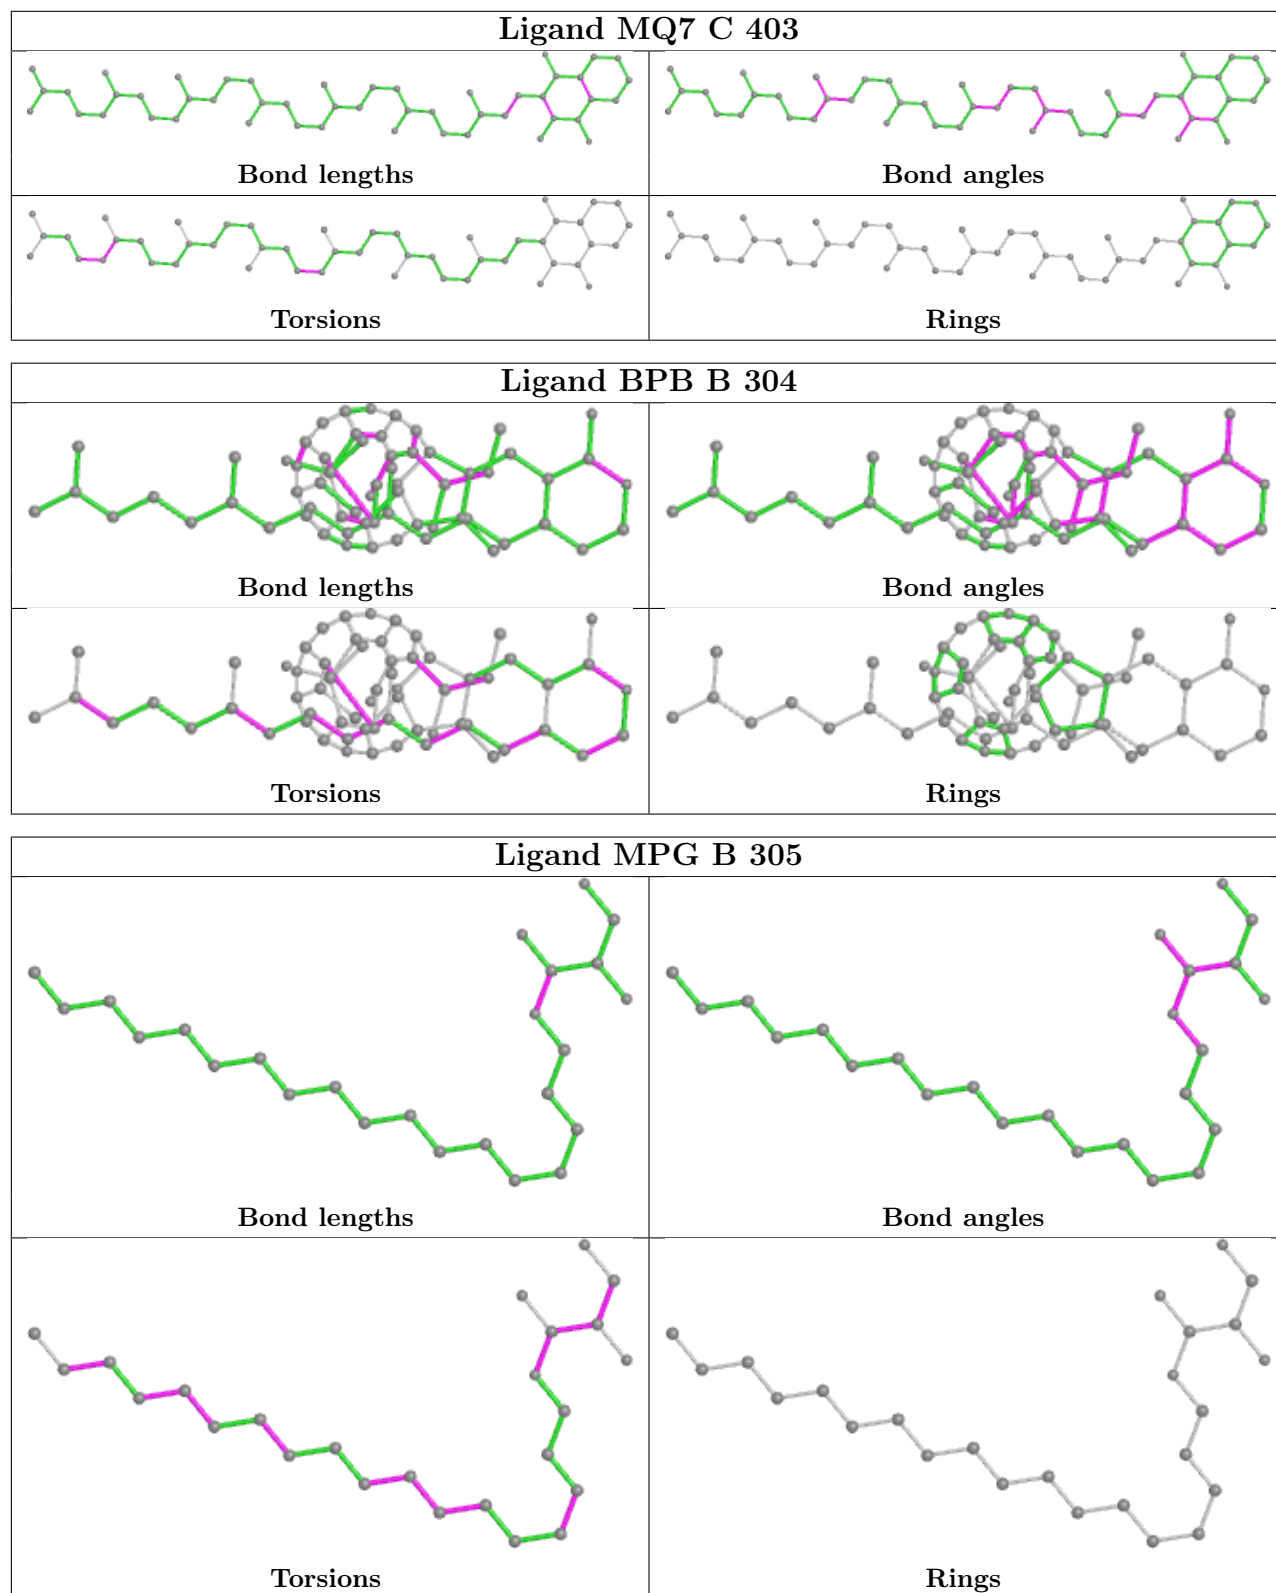 Ligand MQ7 C 403
Bond lengths
Bond angles
Torsions
Rings
Ligand BPB B 304
Bond lengths
Bond angles
Torsions
Rings
Ligand MPG B 305
Bond lengths
Bond angles
Torsions
Rings